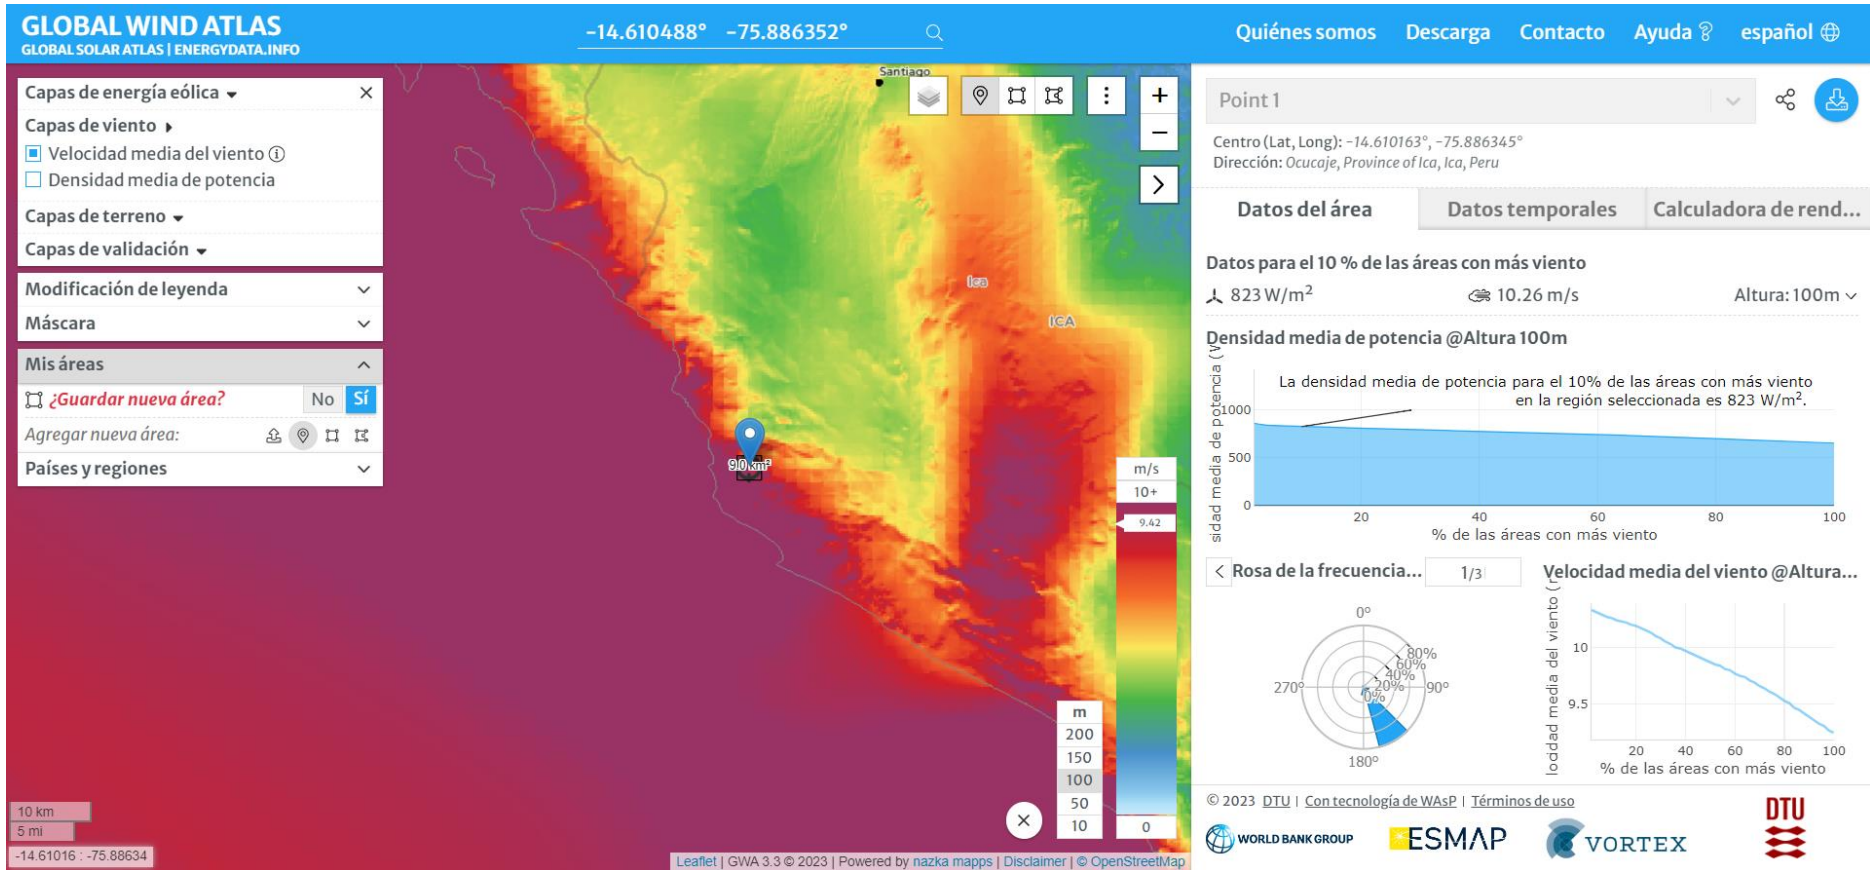 GLOBAL WIND ATLAS
GLOBAL SOLAR ATLAS | ENERGYDATA.INFO
-14.610488° -75.886352°
Quiénes somos Descarga Contacto Ayuda español
Capas de energía eólica
Capas de viento
Velocidad media del viento
Densidad media de potencia
Capas de terreno
Capas de validación
Modificación de leyenda
Máscara
Mis áreas
¿Guardar nueva área? No Sí
Agregar nueva área:
Países y regiones
Santiago
Ica
ICA
9.0 km²
+
−
m/s
10+
9.42
0
m
200
150
100
50
10
10 km
5 mi
-14.61016 : -75.88634
Leaflet | GWA 3.3 © 2023 | Powered by nazka mapps | Disclaimer | © OpenStreetMap
Point 1
Centro (Lat, Long): -14.610163°, -75.886345°
Dirección: Ocucaje, Province of Ica, Ica, Peru
Datos del área Datos temporales Calculadora de rend...
Datos para el 10 % de las áreas con más viento
823 W/m² 10.26 m/s Altura: 100m
Densidad media de potencia @Altura 100m
sidad media de potencia (V
La densidad media de potencia para el 10% de las áreas con más viento
en la región seleccionada es 823 W/m².
1000
500
0
20 40 60 80 100
% de las áreas con más viento
Rosa de la frecuencia... 1/3
0°
80%
60%
40%
20%
0%
270° 90°
180°
Velocidad media del viento @Altura...
locidad media del viento (r
10
9.5
20 40 60 80 100
% de las áreas con más viento
© 2023 DTU | Con tecnología de WAsP | Términos de uso
WORLD BANK GROUP
ESMAP
VORTEX
DTU